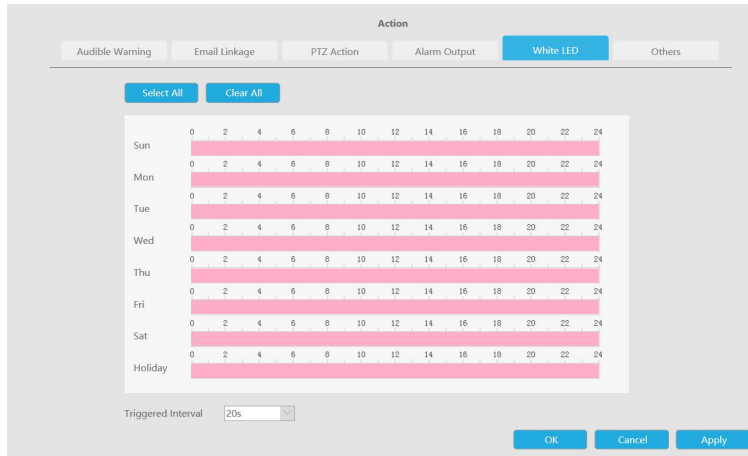 Action
Audible Warning Email Linkage PTZ Action Alarm Output White LED Others
Select All Clear All
0 2 4 6 8 10 12 14 16 18 20 22 24
Sun
0 2 4 6 8 10 12 14 16 18 20 22 24
Mon
0 2 4 6 8 10 12 14 16 18 20 22 24
Tue
0 2 4 6 8 10 12 14 16 18 20 22 24
Wed
0 2 4 6 8 10 12 14 16 18 20 22 24
Thu
0 2 4 6 8 10 12 14 16 18 20 22 24
Fri
0 2 4 6 8 10 12 14 16 18 20 22 24
Sat
0 2 4 6 8 10 12 14 16 18 20 22 24
Holiday
Triggered Interval 20s
OK Cancel Apply